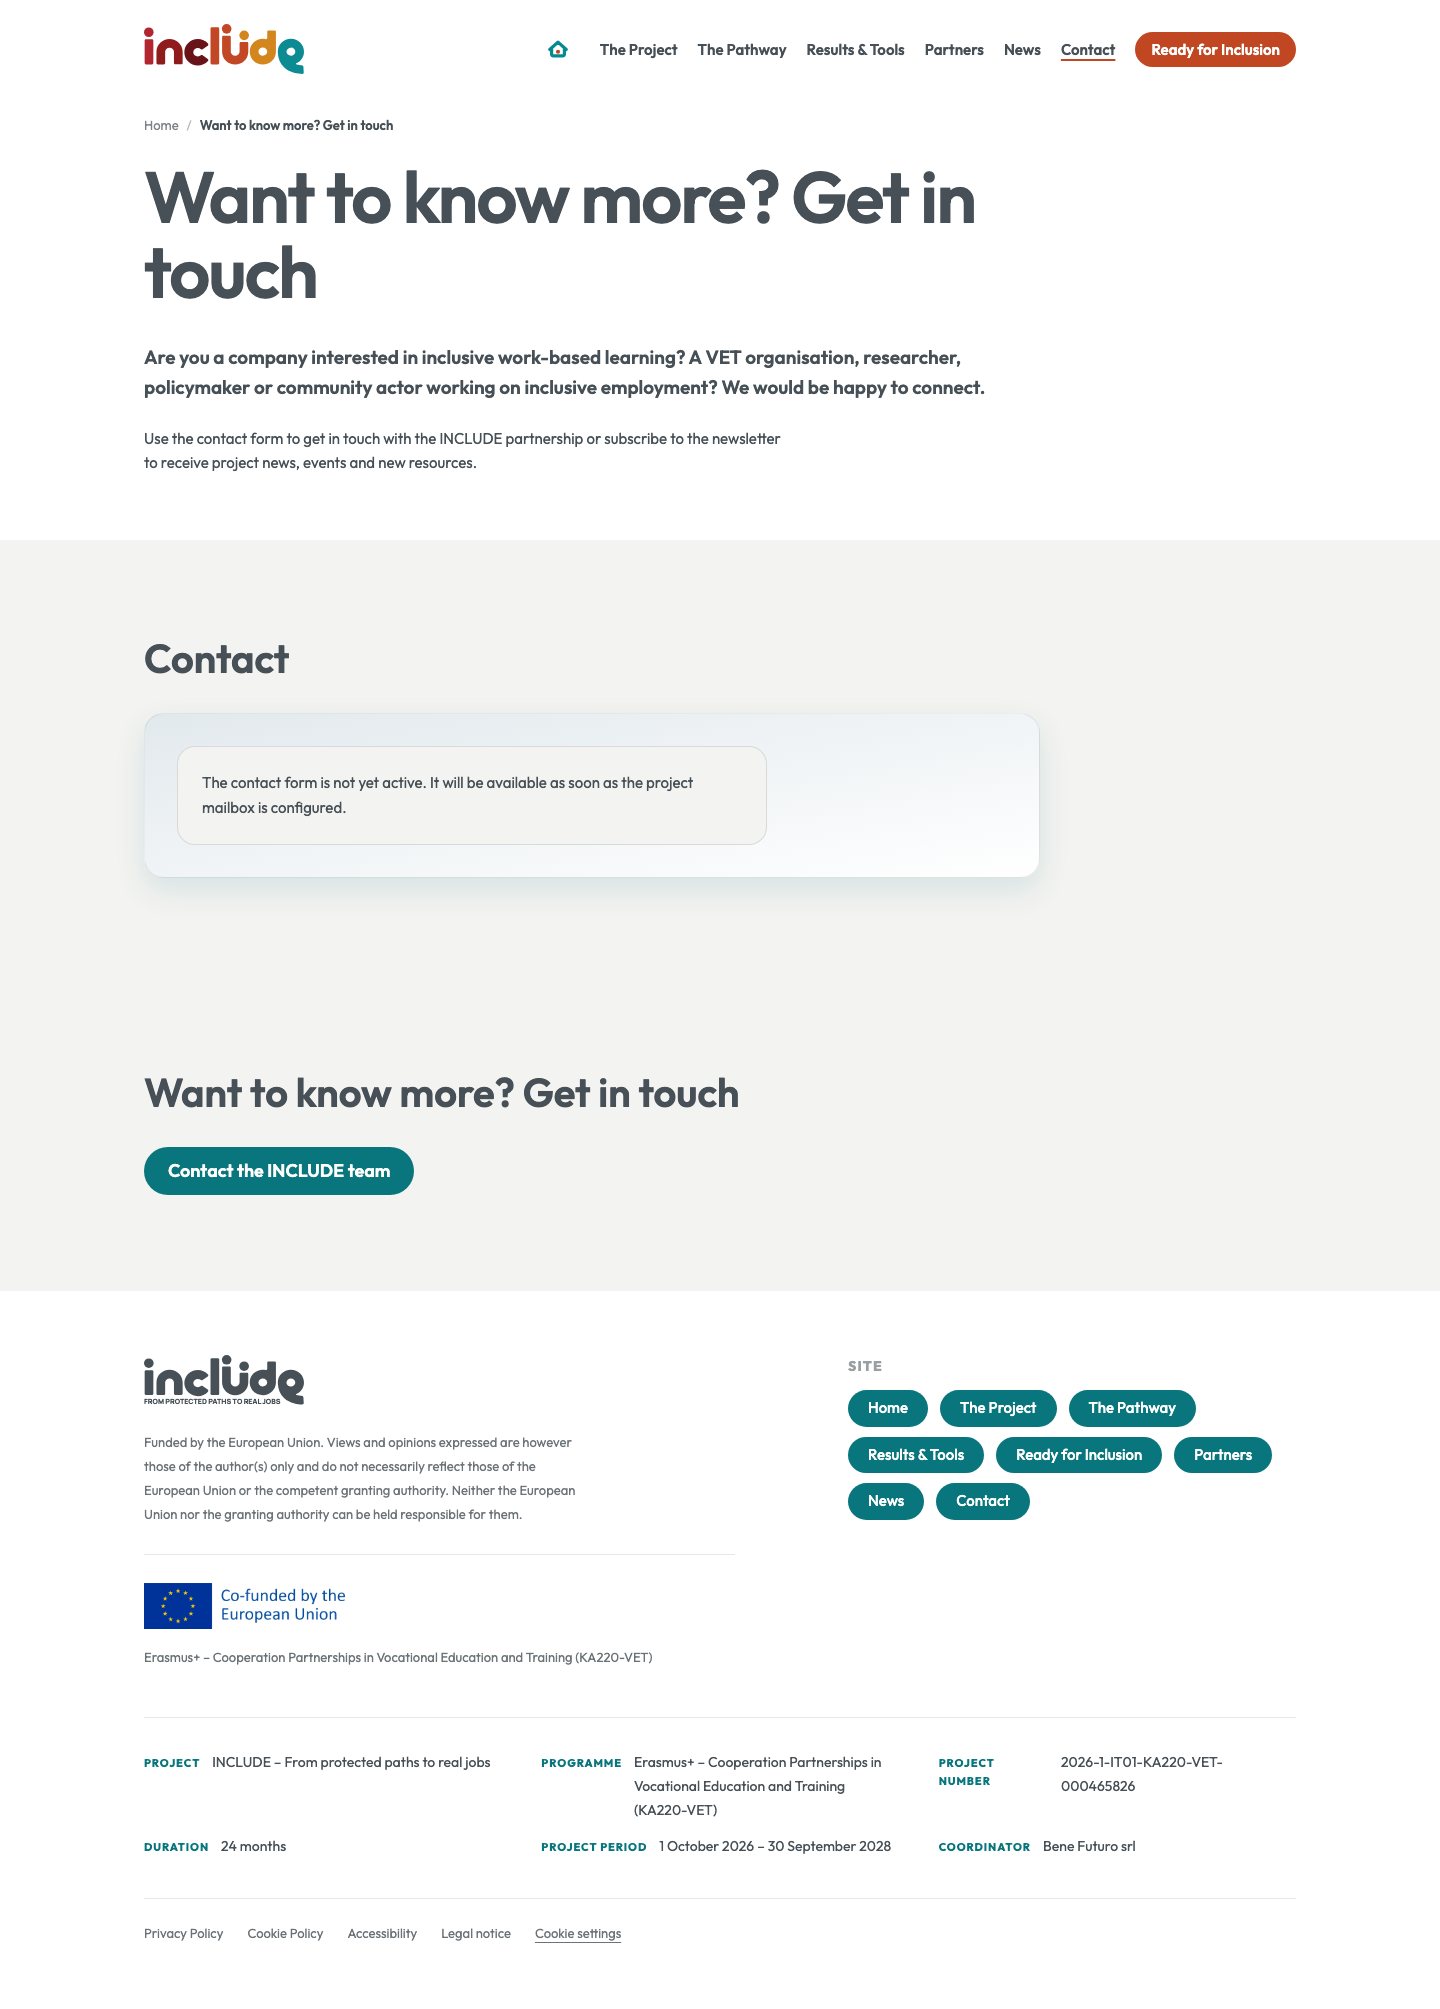 include
The Project
The Pathway
Results & Tools
Partners
News
Contact
Ready for Inclusion
Home / Want to know more? Get in touch
Want to know more? Get in
touch
Are you a company interested in inclusive work-based learning? A VET organisation, researcher,
policymaker or community actor working on inclusive employment? We would be happy to connect.
Use the contact form to get in touch with the INCLUDE partnership or subscribe to the newsletter
to receive project news, events and new resources.
Contact
The contact form is not yet active. It will be available as soon as the project
mailbox is configured.
Want to know more? Get in touch
Contact the INCLUDE team
include
FROM PROTECTED PATHS TO REAL JOBS
Funded by the European Union. Views and opinions expressed are however
those of the author(s) only and do not necessarily reflect those of the
European Union or the competent granting authority. Neither the European
Union nor the granting authority can be held responsible for them.
Co-funded by the
European Union
Erasmus+ – Cooperation Partnerships in Vocational Education and Training (KA220-VET)
SITE
Home
The Project
The Pathway
Results & Tools
Ready for Inclusion
Partners
News
Contact
PROJECT INCLUDE – From protected paths to real jobs
PROGRAMME Erasmus+ – Cooperation Partnerships in
Vocational Education and Training
(KA220-VET)
PROJECT
NUMBER
2026-1-IT01-KA220-VET-
000465826
DURATION 24 months
PROJECT PERIOD 1 October 2026 – 30 September 2028
COORDINATOR Bene Futuro srl
Privacy Policy
Cookie Policy
Accessibility
Legal notice
Cookie settings